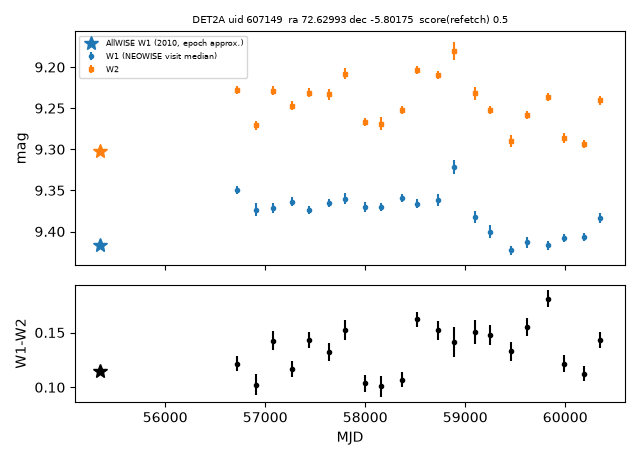 DET2A uid 607149  ra 72.62993 dec -5.80175  score(refetch) 0.5
AllWISE W1 (2010, epoch approx.)
W1 (NEOWISE visit median)
W2
mag
9.20
9.25
9.30
9.35
9.40
W1-W2
0.15
0.10
56000 57000 58000 59000 60000
MJD